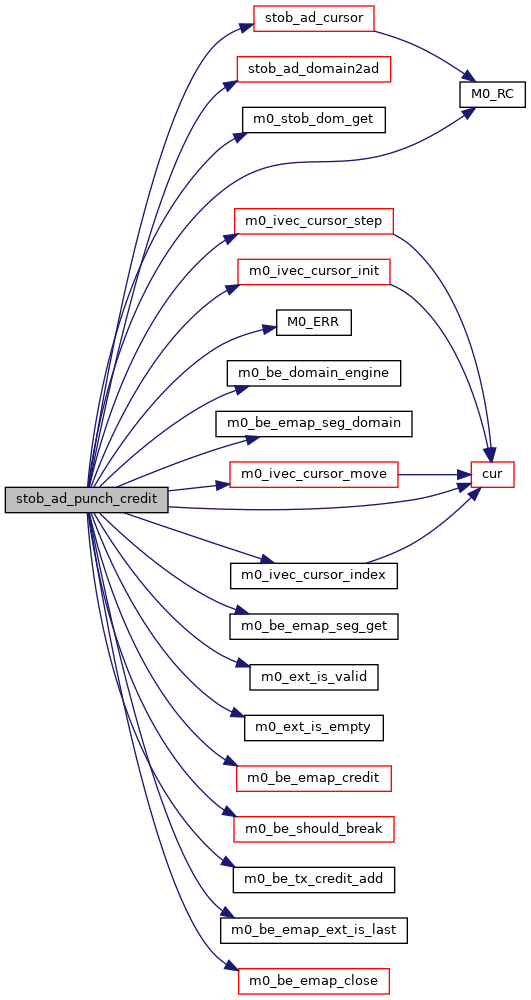 stob_ad_cursor
stob_ad_domain2ad
M0_RC
m0_stob_dom_get
m0_ivec_cursor_step
m0_ivec_cursor_init
M0_ERR
m0_be_domain_engine
m0_be_emap_seg_domain
m0_ivec_cursor_move
cur
stob_ad_punch_credit
m0_ivec_cursor_index
m0_be_emap_seg_get
m0_ext_is_valid
m0_ext_is_empty
m0_be_emap_credit
m0_be_should_break
m0_be_tx_credit_add
m0_be_emap_ext_is_last
m0_be_emap_close